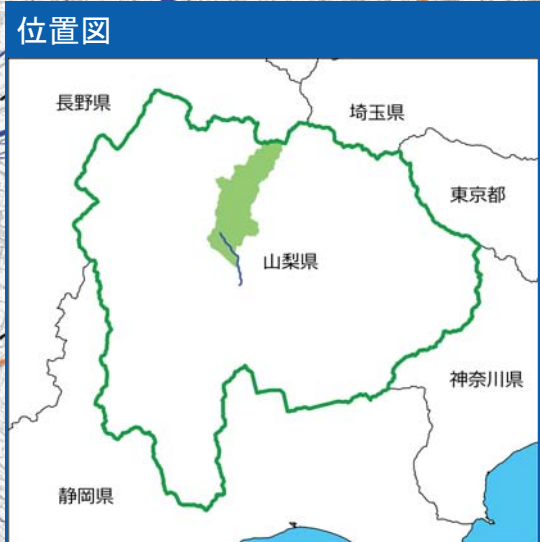 位置図
長野県
埼玉県
東京都
山梨県
神奈川県
静岡県